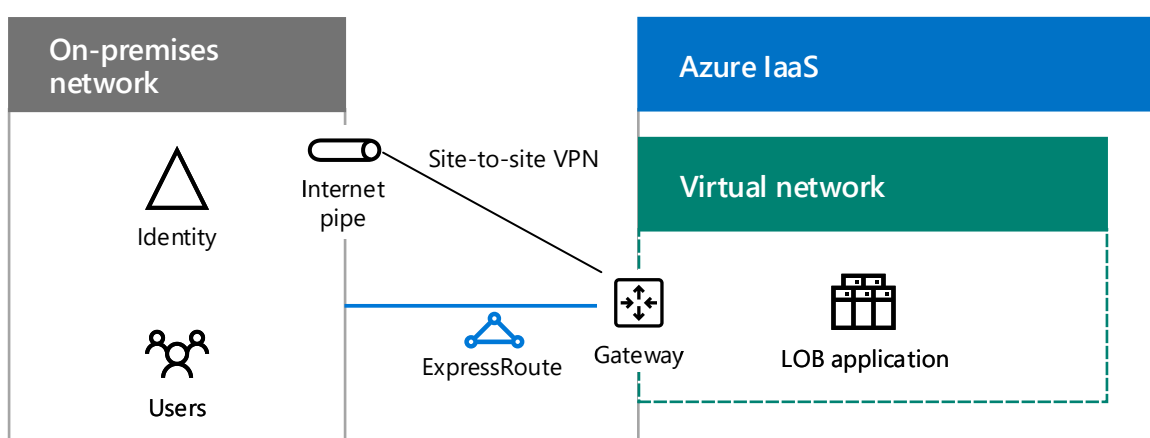 On-premises
network
Azure IaaS
Site-to-site VPN
Internet
pipe
Virtual network
Identity
ExpressRoute
Gateway
LOB application
Users